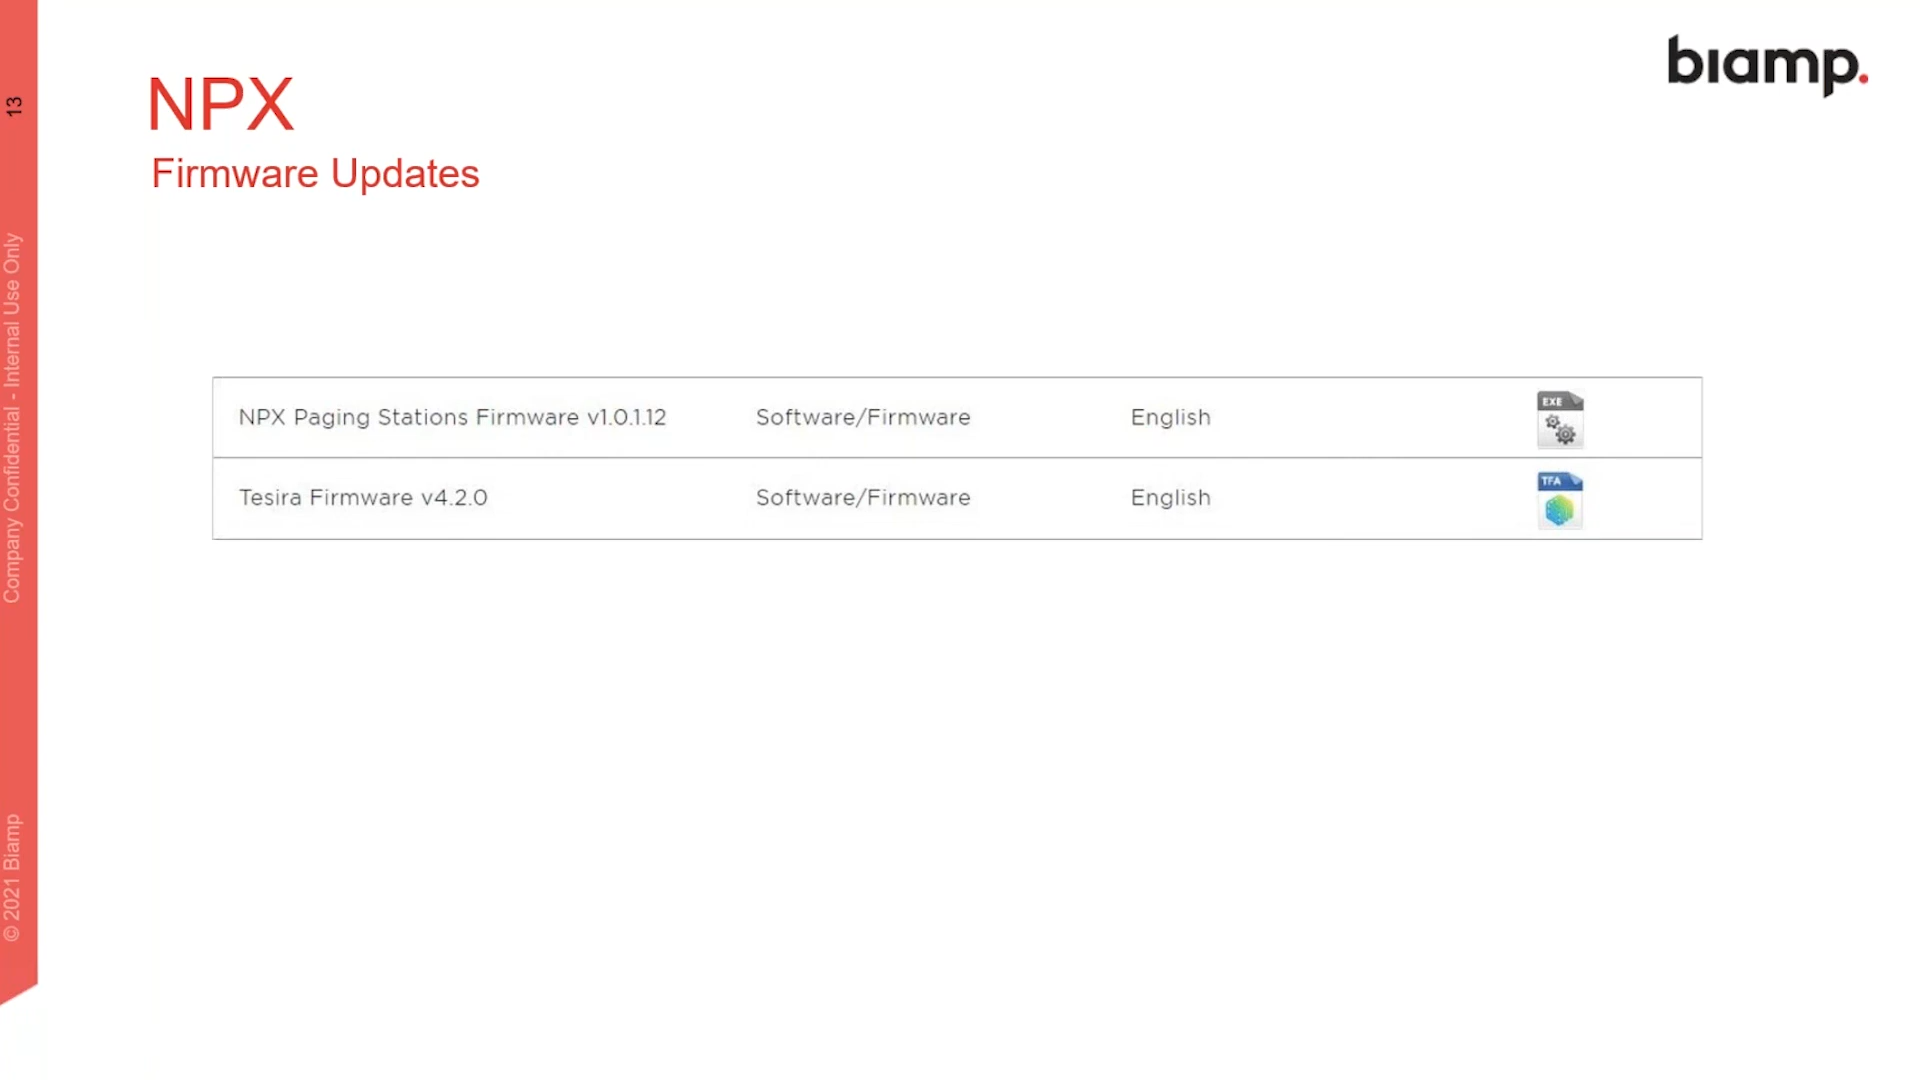 biamp.
NPX
Firmware Updates
13
Company Confidential - Internal Use Only
© 2021 Biamp
NPX Paging Stations Firmware v1.0.1.12 Software/Firmware English EXE
Tesira Firmware v4.2.0 Software/Firmware English TFA